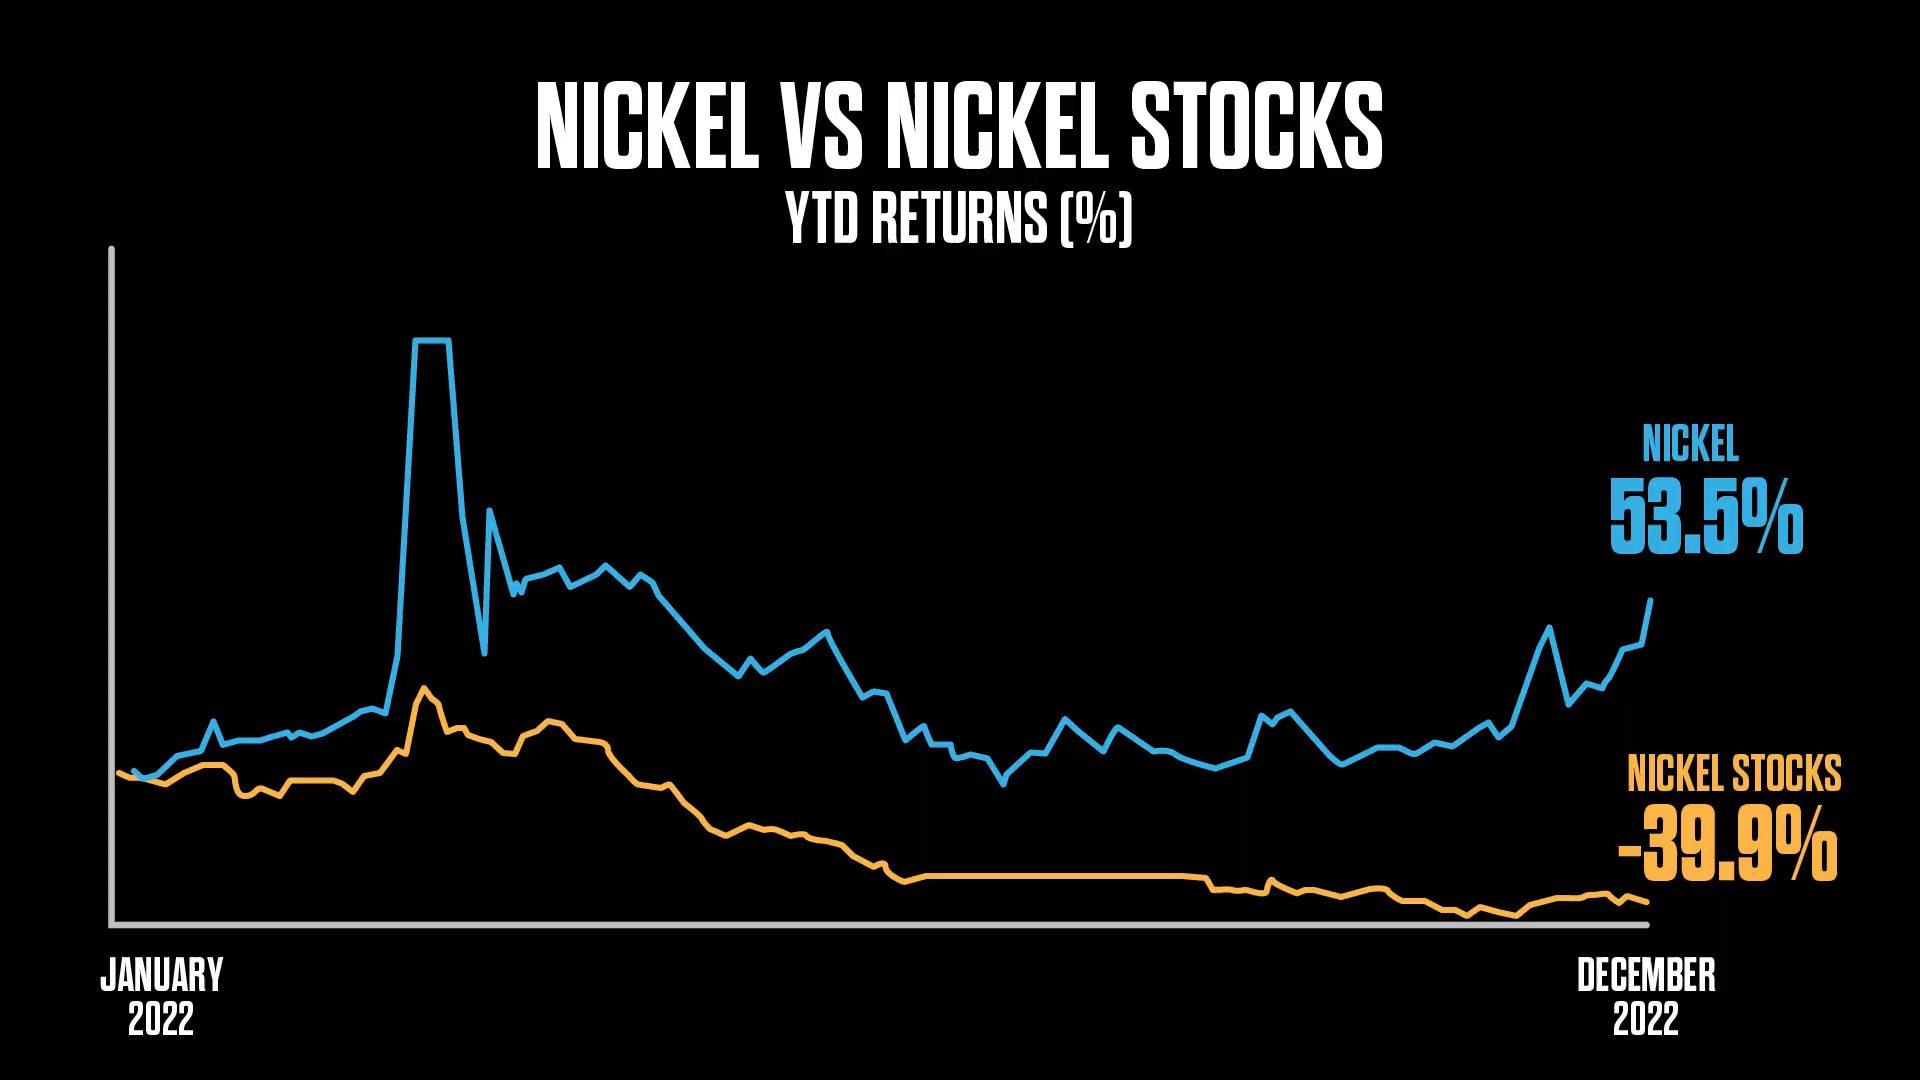 NICKEL VS NICKEL STOCKS
YTD RETURNS (%)
NICKEL
53.5%
NICKEL STOCKS
-39.9%
JANUARY
2022
DECEMBER
2022